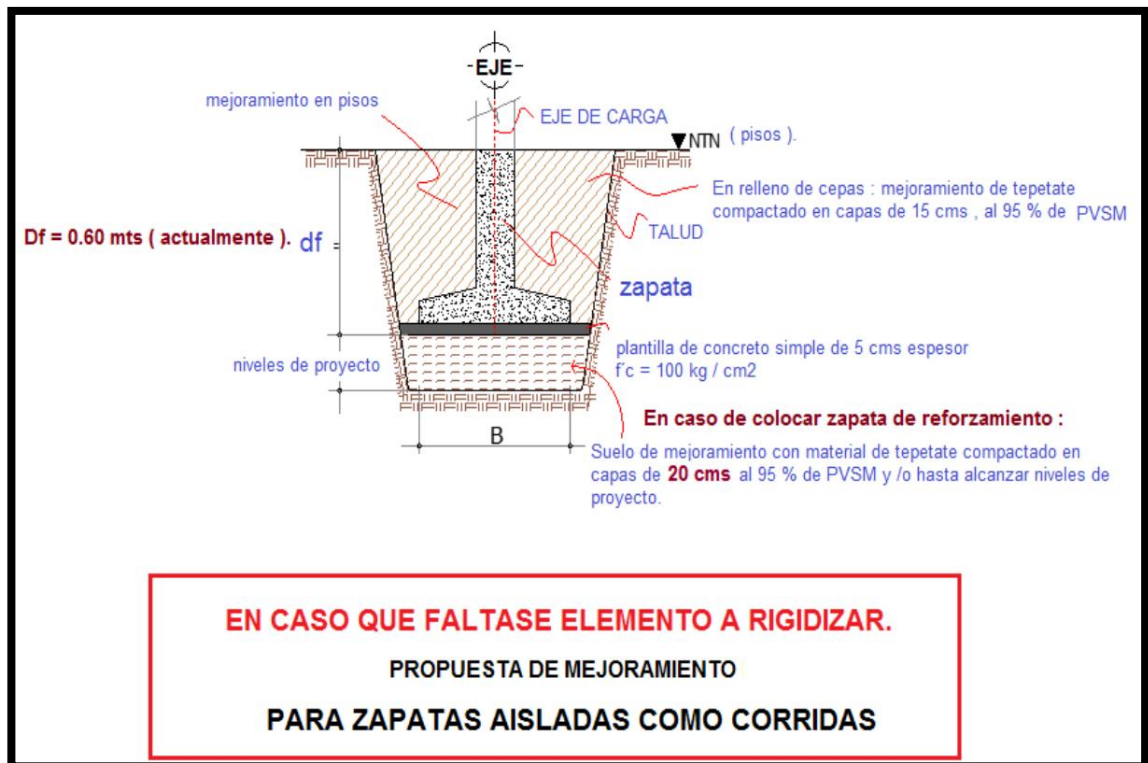 EJE
mejoramiento en pisos
EJE DE CARGA
NTN ( pisos ).
En relleno de cepas : mejoramiento de tepetate
compactado en capas de 15 cms , al 95 % de PVSM
TALUD
Df = 0.60 mts ( actualmente ). df =
zapata
niveles de proyecto
plantilla de concreto simple de 5 cms espesor
f´c = 100 kg / cm2
B
En caso de colocar zapata de reforzamiento :
Suelo de mejoramiento con material de tepetate compactado en
capas de 20 cms al 95 % de PVSM y /o hasta alcanzar niveles de
proyecto.
EN CASO QUE FALTASE ELEMENTO A RIGIDIZAR.
PROPUESTA DE MEJORAMIENTO
PARA ZAPATAS AISLADAS COMO CORRIDAS